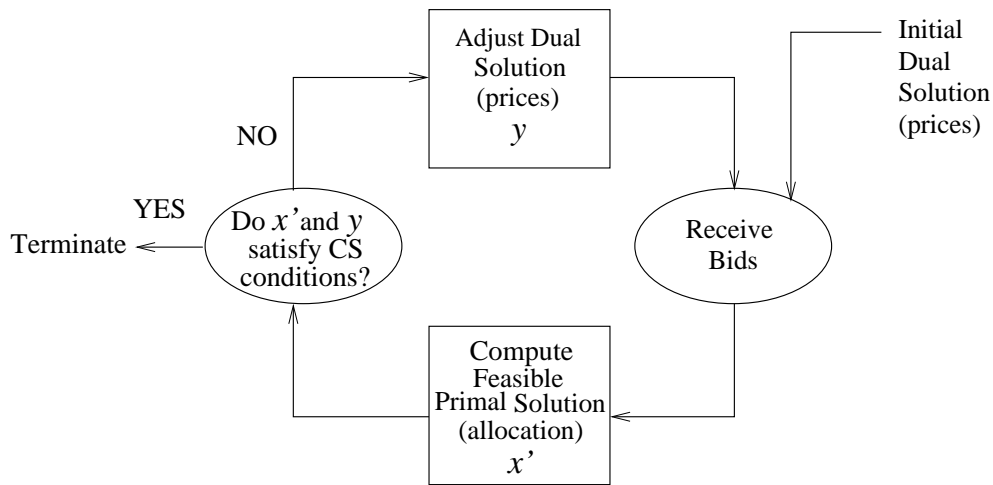 Adjust Dual
Solution
(prices)
y
Initial
Dual
Solution
(prices)
NO
YES
Terminate
Do x' and y
satisfy CS
conditions?
Receive
Bids
Compute
Feasible
Primal Solution
(allocation)
x'